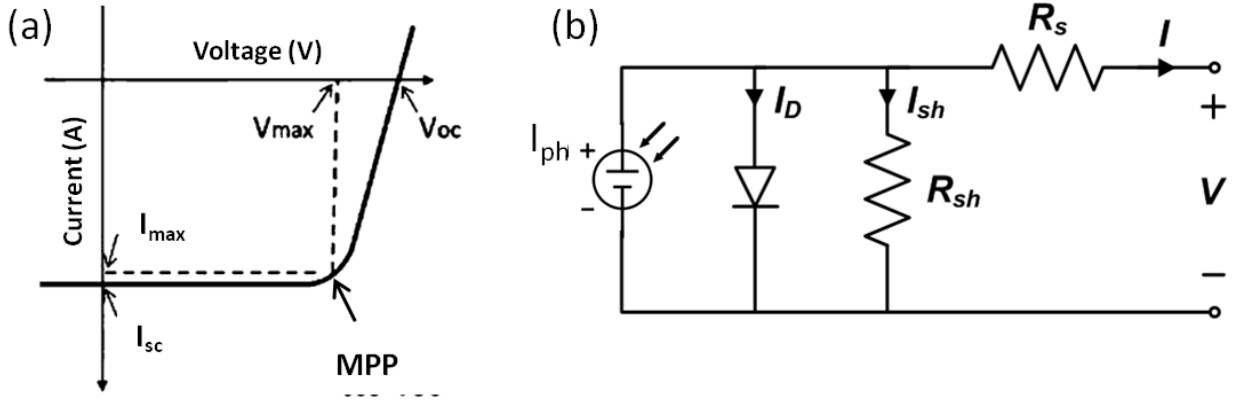 (a)
Voltage (V)
Vmax
Voc
Current (A)
Imax
Isc
MPP
(b)
Rs
I
ID
Ish
Iph
+
−
Rsh
+
V
−